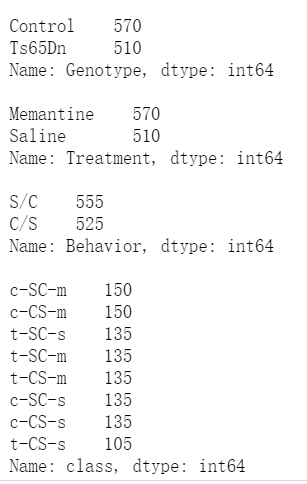 Control    570
Ts65Dn    510
Name: Genotype, dtype: int64
Memantine    570
Saline    510
Name: Treatment, dtype: int64
S/C    555
C/S    525
Name: Behavior, dtype: int64
c-SC-m    150
c-CS-m    150
t-SC-s    135
t-SC-m    135
t-CS-m    135
c-SC-s    135
c-CS-s    135
t-CS-s    105
Name: class, dtype: int64